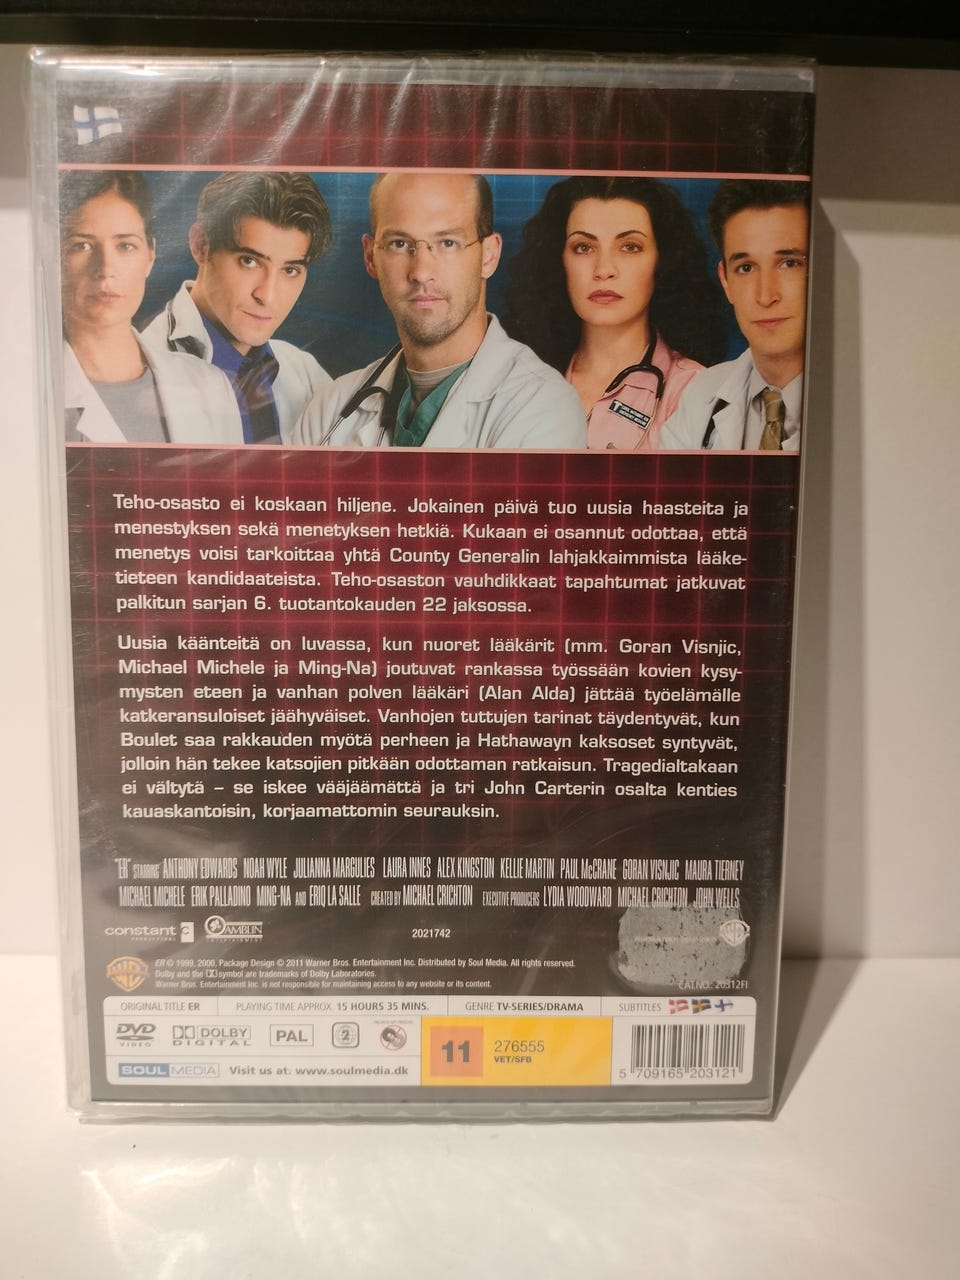 Teho-osasto ei koskaan hiljene. Jokainen päivä tuo uusia haasteita ja
menestyksen sekä menetyksen hetkiä. Kukaan ei osannut odottaa, että
menetys voisi tarkoittaa yhtä County Generalin lahjakkaimmista lääke-
tieteen kandidaateista. Teho-osaston vauhdikkaat tapahtumat jatkuvat
palkitun sarjan 6. tuotantokauden 22 jaksossa.
Uusia käänteitä on luvassa, kun nuoret lääkärit (mm. Goran Visnjic,
Michael Michele ja Ming-Na) joutuvat rankassa työssään kovien kysy-
mysten eteen ja vanhan polven lääkäri (Alan Alda) jättää työelämälle
katkeransuloiset jäähyväiset. Vanhojen tuttujen tarinat täydentyvät, kun
Boulet saa rakkauden myötä perheen ja Hathawayn kaksoset syntyvät,
jolloin hän tekee katsojien pitkään odottaman ratkaisun. Tragedialtakaan
ei vältytä – se iskee vääjäämättä ja tri John Carterin osalta kenties
kauaskantoisin, korjaamattomin seurauksin.
"ER" STARRING ANTHONY EDWARDS NOAH WYLE JULIANNA MARGULIES LAURA INNES ALEX KINGSTON KELLIE MARTIN PAUL McCRANE GORAN VISNJIC MAURA TIERNEY
MICHAEL MICHELE ERIK PALLADINO MING-NA AND ERIQ LA SALLE CREATED BY MICHAEL CRICHTON EXECUTIVE PRODUCERS LYDIA WOODWARD MICHAEL CRICHTON JOHN WELLS
constant c
PRODUCTIONS
AMBLIN
ENTERTAINMENT
2021742
ER © 1999, 2000, Package Design © 2011 Warner Bros. Entertainment Inc. Distributed by Soul Media. All rights reserved.
Dolby and the symbol are trademarks of Dolby Laboratories.
Warner Bros. Entertainment Inc. is not responsible for maintaining access to any website or its content.
CAT.NO.: 20312FI
ORIGINAL TITLE ER PLAYING TIME APPROX. 15 HOURS 35 MINS. GENRE TV-SERIES/DRAMA SUBTITLES
DVD
VIDEO
DOLBY
DIGITAL
PAL
2
11
276555
VET/SFB
SOUL MEDIA Visit us at: www.soulmedia.dk
5 709165 203121